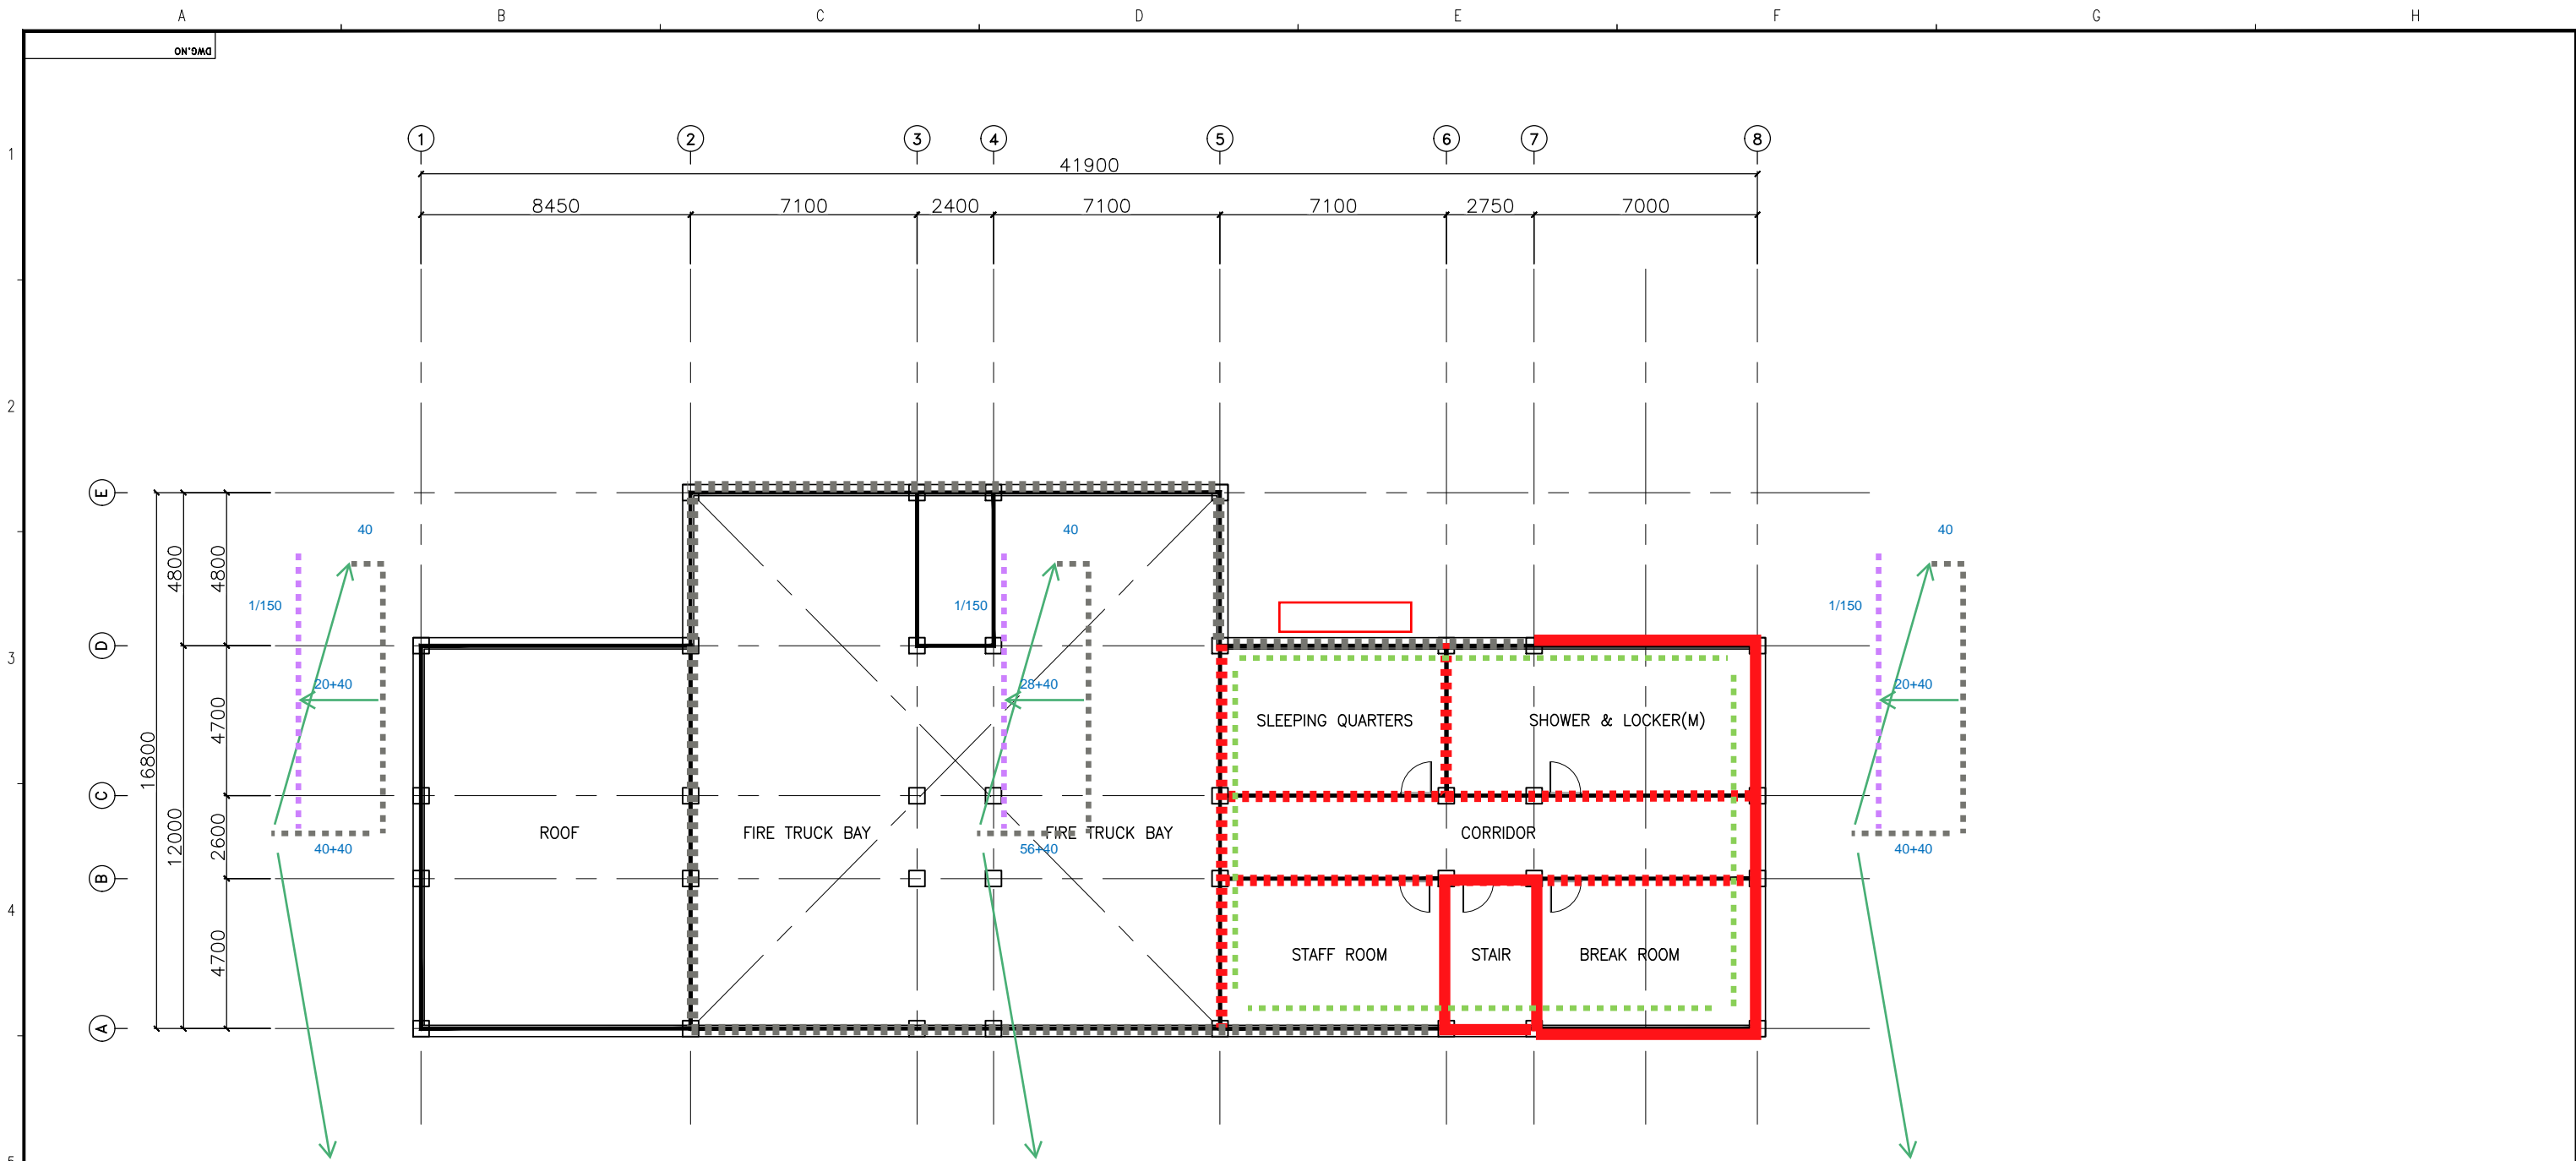 A B C D E F G H
DWG.NO
1 2 3 4 5 6 7 8
1
41900
8450 7100 2400 7100 7100 2750 7000
2
E
40 40 40
4800 4800
1/150 1/150 1/150
D
3
20+40 28+40 20+40
4700
SLEEPING QUARTERS SHOWER & LOCKER(M)
16800
C
12000 2600
ROOF FIRE TRUCK BAY FIRE TRUCK BAY CORRIDOR
40+40 56+40 40+40
B
4
4700
STAFF ROOM STAIR BREAK ROOM
A
5